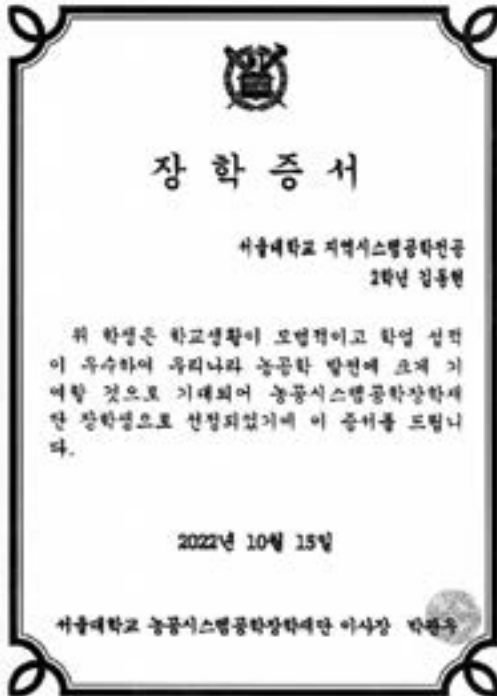 장학증서
서울대학교 지역시스템공학전공
2학년 김동현
위 학생은 학교생활이 모범적이고 학업 성적
이 우수하여 우리나라 농공학 발전에 크게 기
여할 것으로 기대되어 농공시스템공학장학재
단 장학생으로 선정되었기에 이 증서를 드립니
다.
2022년 10월 15일
서울대학교 농공시스템공학장학재단 이사장